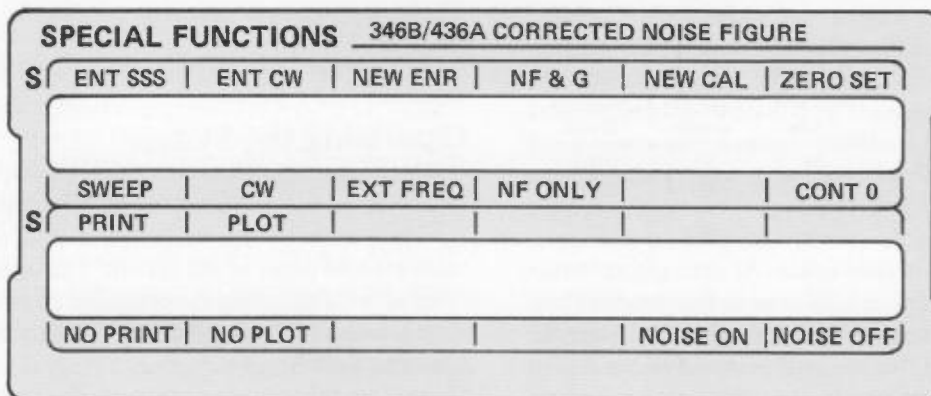 SPECIAL FUNCTIONS 346B/436A CORRECTED NOISE FIGURE
S ENT SSS | ENT CW | NEW ENR | NF & G | NEW CAL | ZERO SET
SWEEP | CW | EXT FREQ | NF ONLY | | CONT 0
S PRINT | PLOT | | | |
NO PRINT | NO PLOT | | | NOISE ON | NOISE OFF